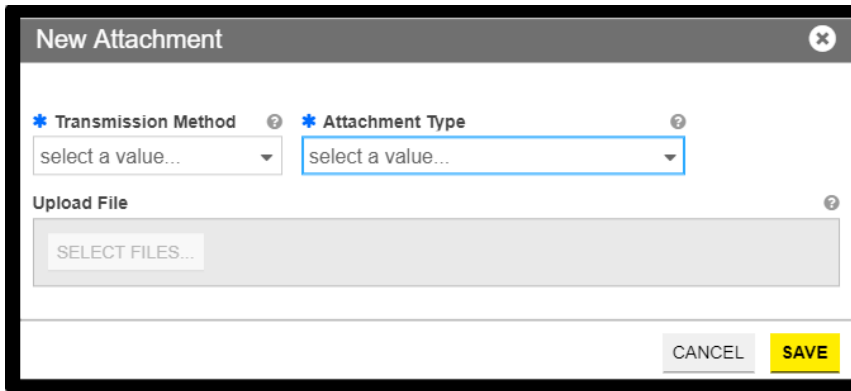 New Attachment
* Transmission Method
* Attachment Type
select a value...
select a value...
Upload File
SELECT FILES...
CANCEL
SAVE